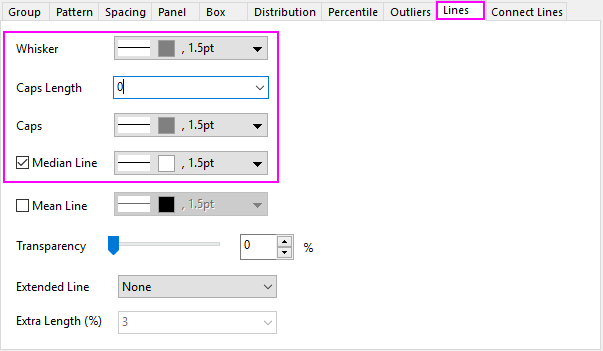 Group Pattern Spacing Panel Box Distribution Percentile Outliers Lines Connect Lines
Whisker , 1.5pt
Caps Length 0
Caps , 1.5pt
Median Line , 1.5pt
Mean Line , 1.5pt
Transparency 0 %
Extended Line None
Extra Length (%) 3